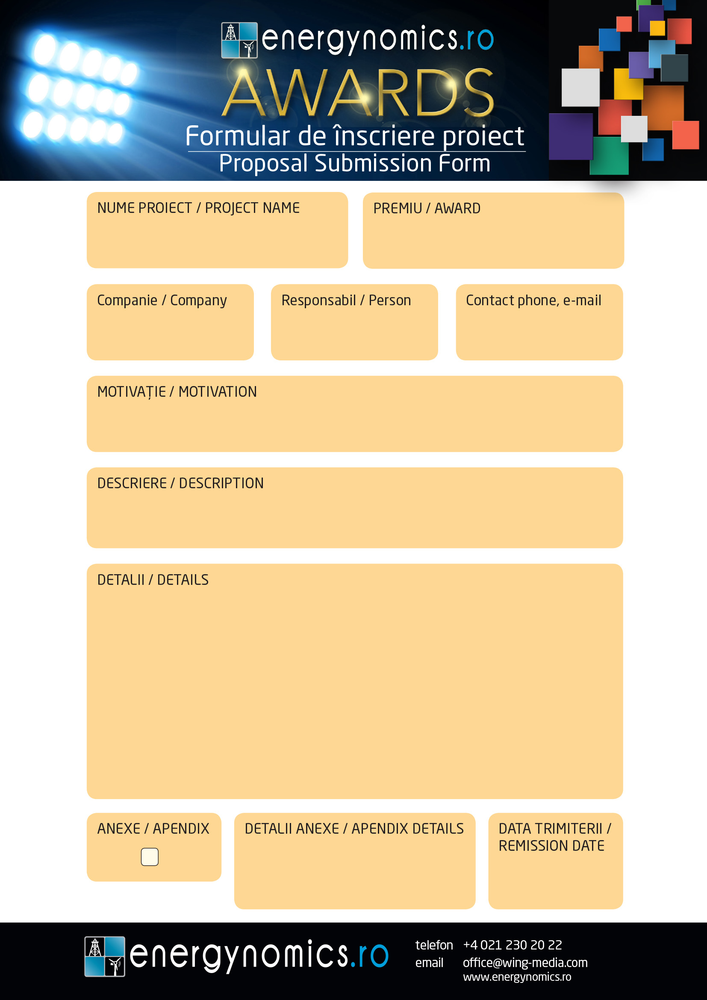 energynomics.ro
AWARDS
Formular de înscriere proiect
Proposal Submission Form
NUME PROIECT / PROJECT NAME
PREMIU / AWARD
Companie / Company
Responsabil / Person
Contact phone, e-mail
MOTIVAȚIE / MOTIVATION
DESCRIERE / DESCRIPTION
DETALII / DETAILS
ANEXE / APENDIX
DETALII ANEXE / APENDIX DETAILS
DATA TRIMITERII /
REMISSION DATE
energynomics.ro
telefon +4 021 230 20 22
email office@wing-media.com
www.energynomics.ro